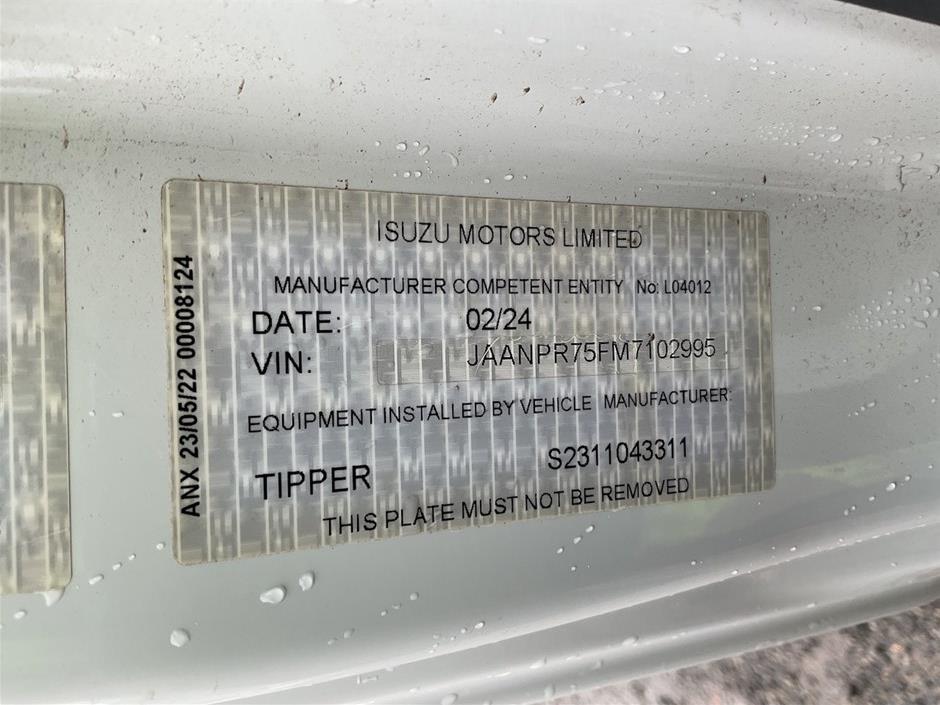 ISUZU MOTORS LIMITED
MANUFACTURER COMPETENT ENTITY No: L04012
DATE: 02/24
VIN: JAANPR75FM7102995
EQUIPMENT INSTALLED BY VEHICLE MANUFACTURER:
TIPPER S2311043311
THIS PLATE MUST NOT BE REMOVED
ANX 23/05/22 00008124